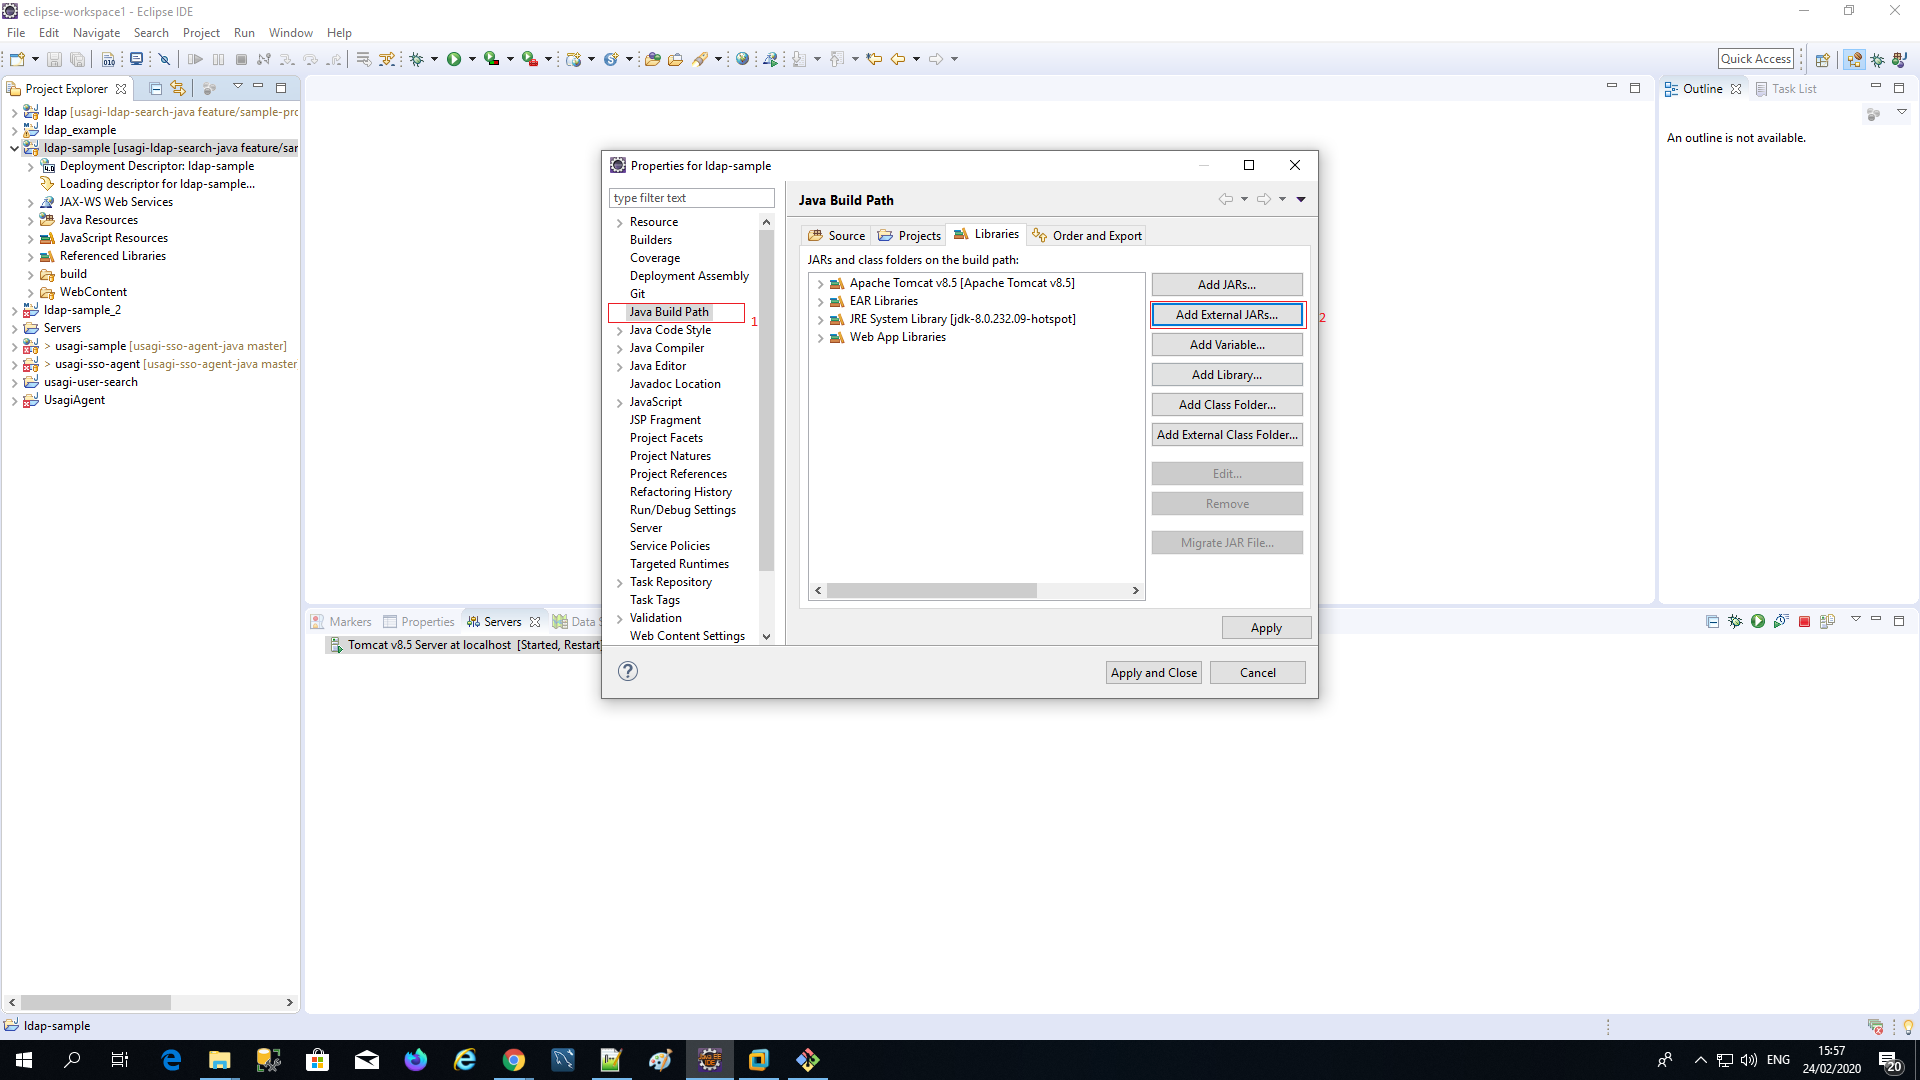 eclipse-workspace1 - Eclipse IDE
File Edit Navigate Search Project Run Window Help
Quick Access
Project Explorer
ldap [usagi-ldap-search-java feature/sample-prc
ldap_example
ldap-sample [usagi-ldap-search-java feature/sar
Deployment Descriptor: ldap-sample
Loading descriptor for ldap-sample...
JAX-WS Web Services
Java Resources
JavaScript Resources
Referenced Libraries
build
WebContent
ldap-sample_2
Servers
> usagi-sample [usagi-sso-agent-java master]
> usagi-sso-agent [usagi-sso-agent-java master
usagi-user-search
UsagiAgent
Properties for ldap-sample
type filter text
Resource
Builders
Coverage
Deployment Assembly
Git
Java Build Path
1
Java Code Style
Java Compiler
Java Editor
Javadoc Location
JavaScript
JSP Fragment
Project Facets
Project Natures
Project References
Refactoring History
Run/Debug Settings
Server
Service Policies
Targeted Runtimes
Task Repository
Task Tags
Validation
Web Content Settings
Java Build Path
Source Projects Libraries Order and Export
JARs and class folders on the build path:
Apache Tomcat v8.5 [Apache Tomcat v8.5]
EAR Libraries
JRE System Library [jdk-8.0.232.09-hotspot]
Web App Libraries
Add JARs...
Add External JARs...
2
Add Variable...
Add Library...
Add Class Folder...
Add External Class Folder...
Edit...
Remove
Migrate JAR File...
Apply
Apply and Close
Cancel
Outline
Task List
An outline is not available.
Markers Properties Servers Data S
Tomcat v8.5 Server at localhost [Started, Restart
ldap-sample
ENG
15:57
24/02/2020
20